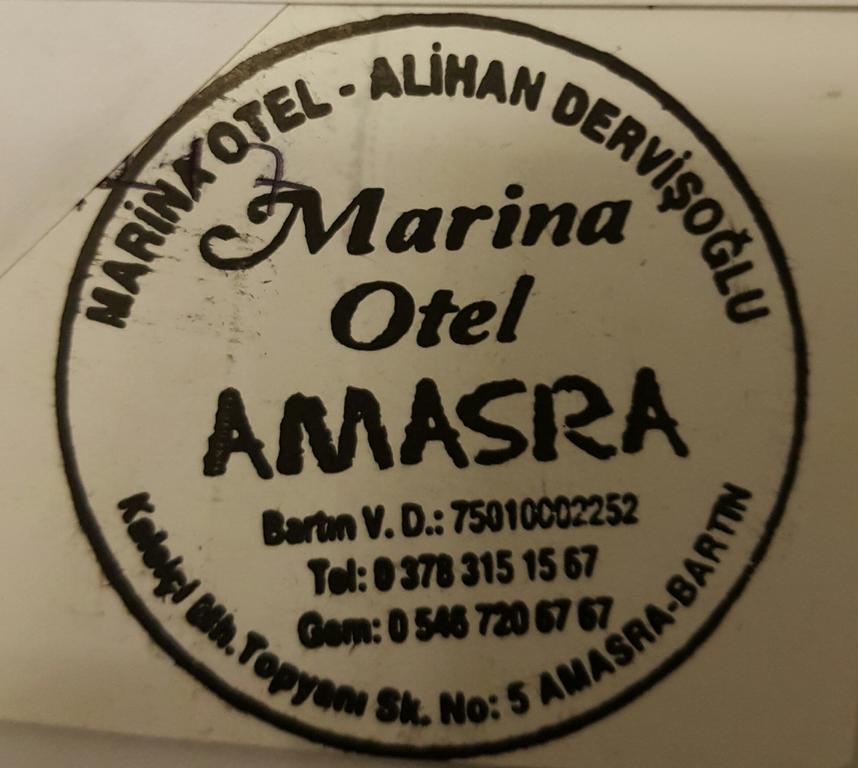 MARİNA OTEL - ALİHAN DERVİŞOĞLU
Marina
Otel
AMASRA
Bartın V. D.: 75010002252
Tel: 0 378 315 15 67
Gsm: 0 546 720 67 67
Kaleiçi Mh. Topyanı Sk. No: 5 AMASRA-BARTIN